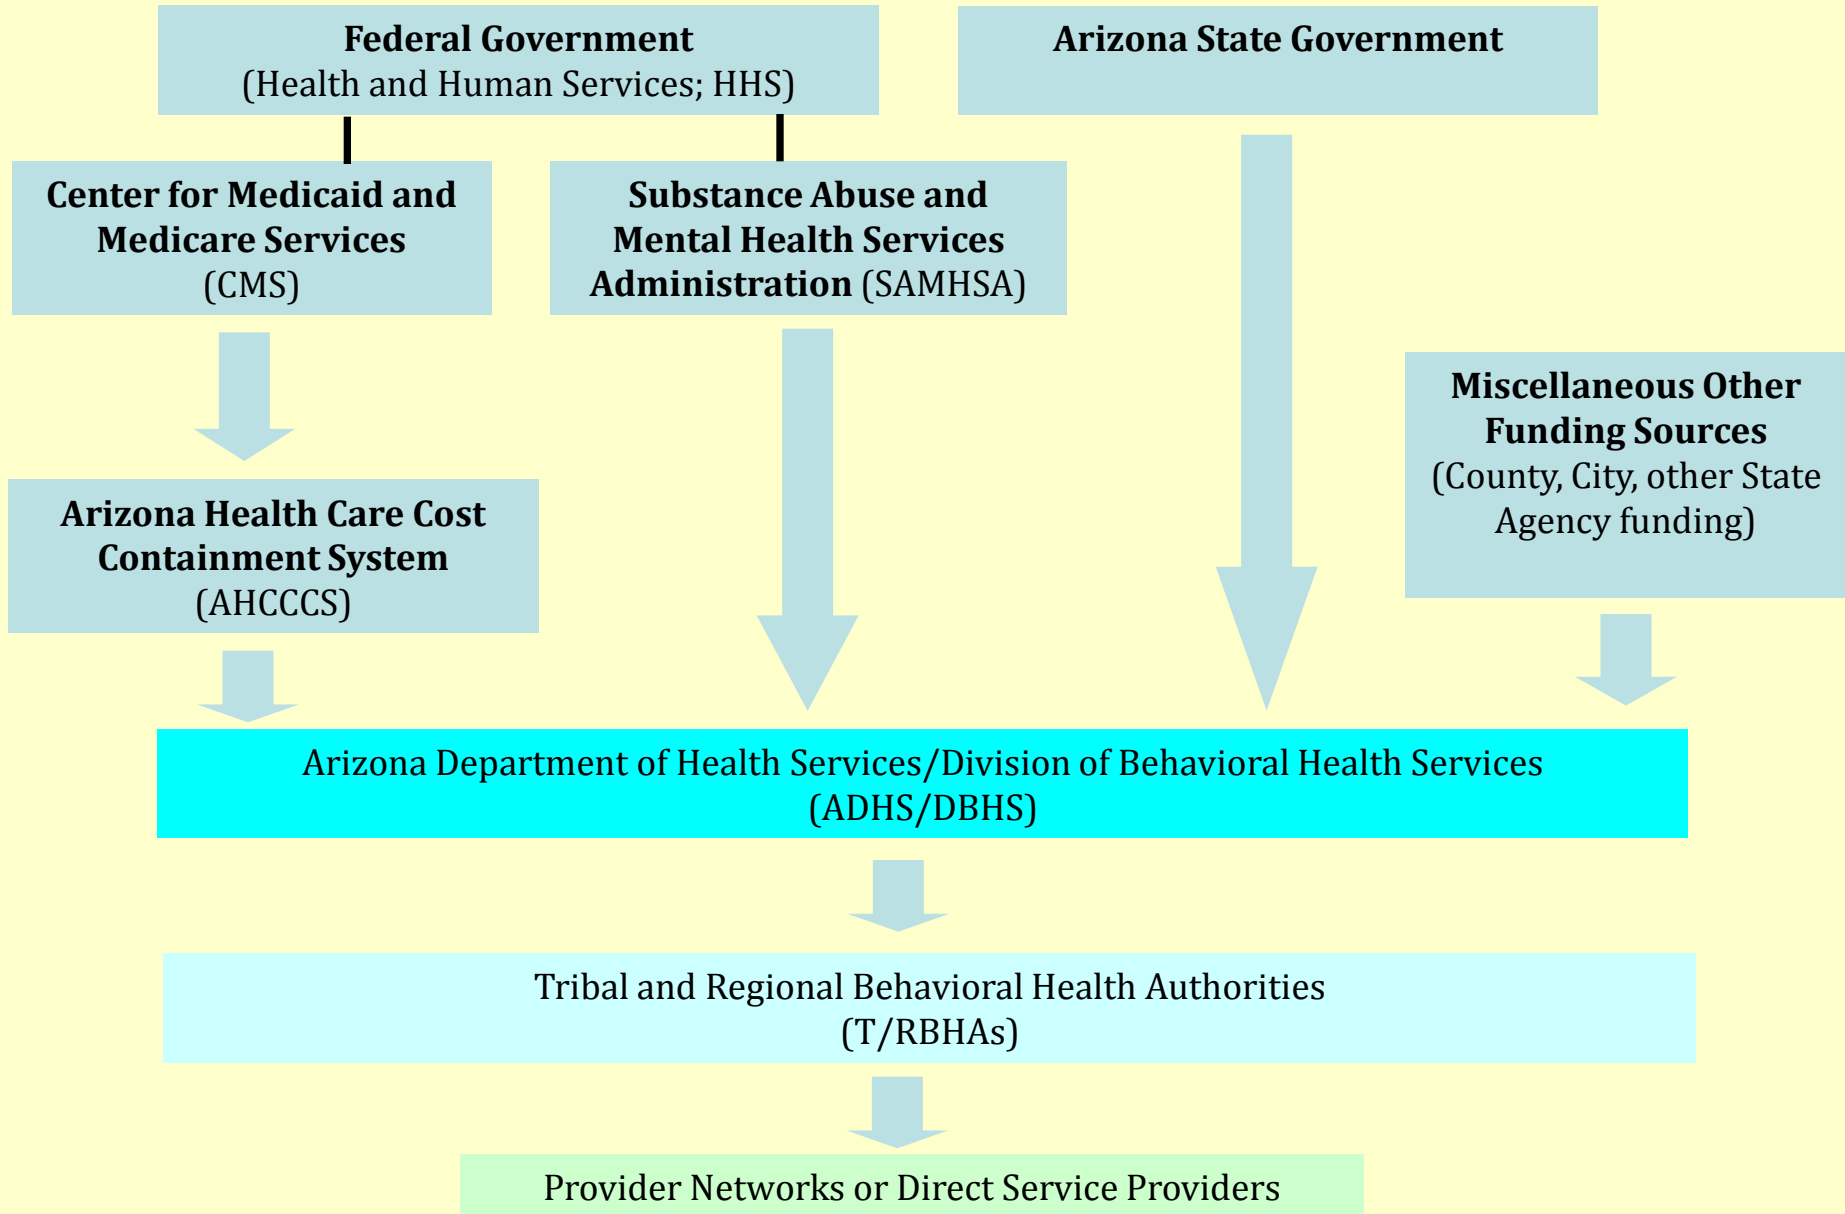 Federal Government
(Health and Human Services; HHS)
Arizona State Government
Center for Medicaid and
Medicare Services
(CMS)
Substance Abuse and
Mental Health Services
Administration (SAMHSA)
Miscellaneous Other
Funding Sources
(County, City, other State
Agency funding)
Arizona Health Care Cost
Containment System
(AHCCCS)
Arizona Department of Health Services/Division of Behavioral Health Services
(ADHS/DBHS)
Tribal and Regional Behavioral Health Authorities
(T/RBHAs)
Provider Networks or Direct Service Providers